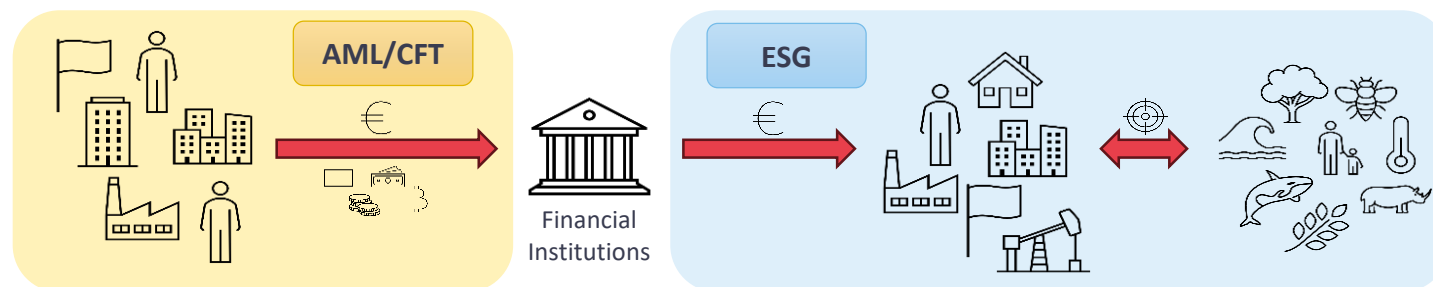 AML/CFT
€
Financial
Institutions
ESG
€